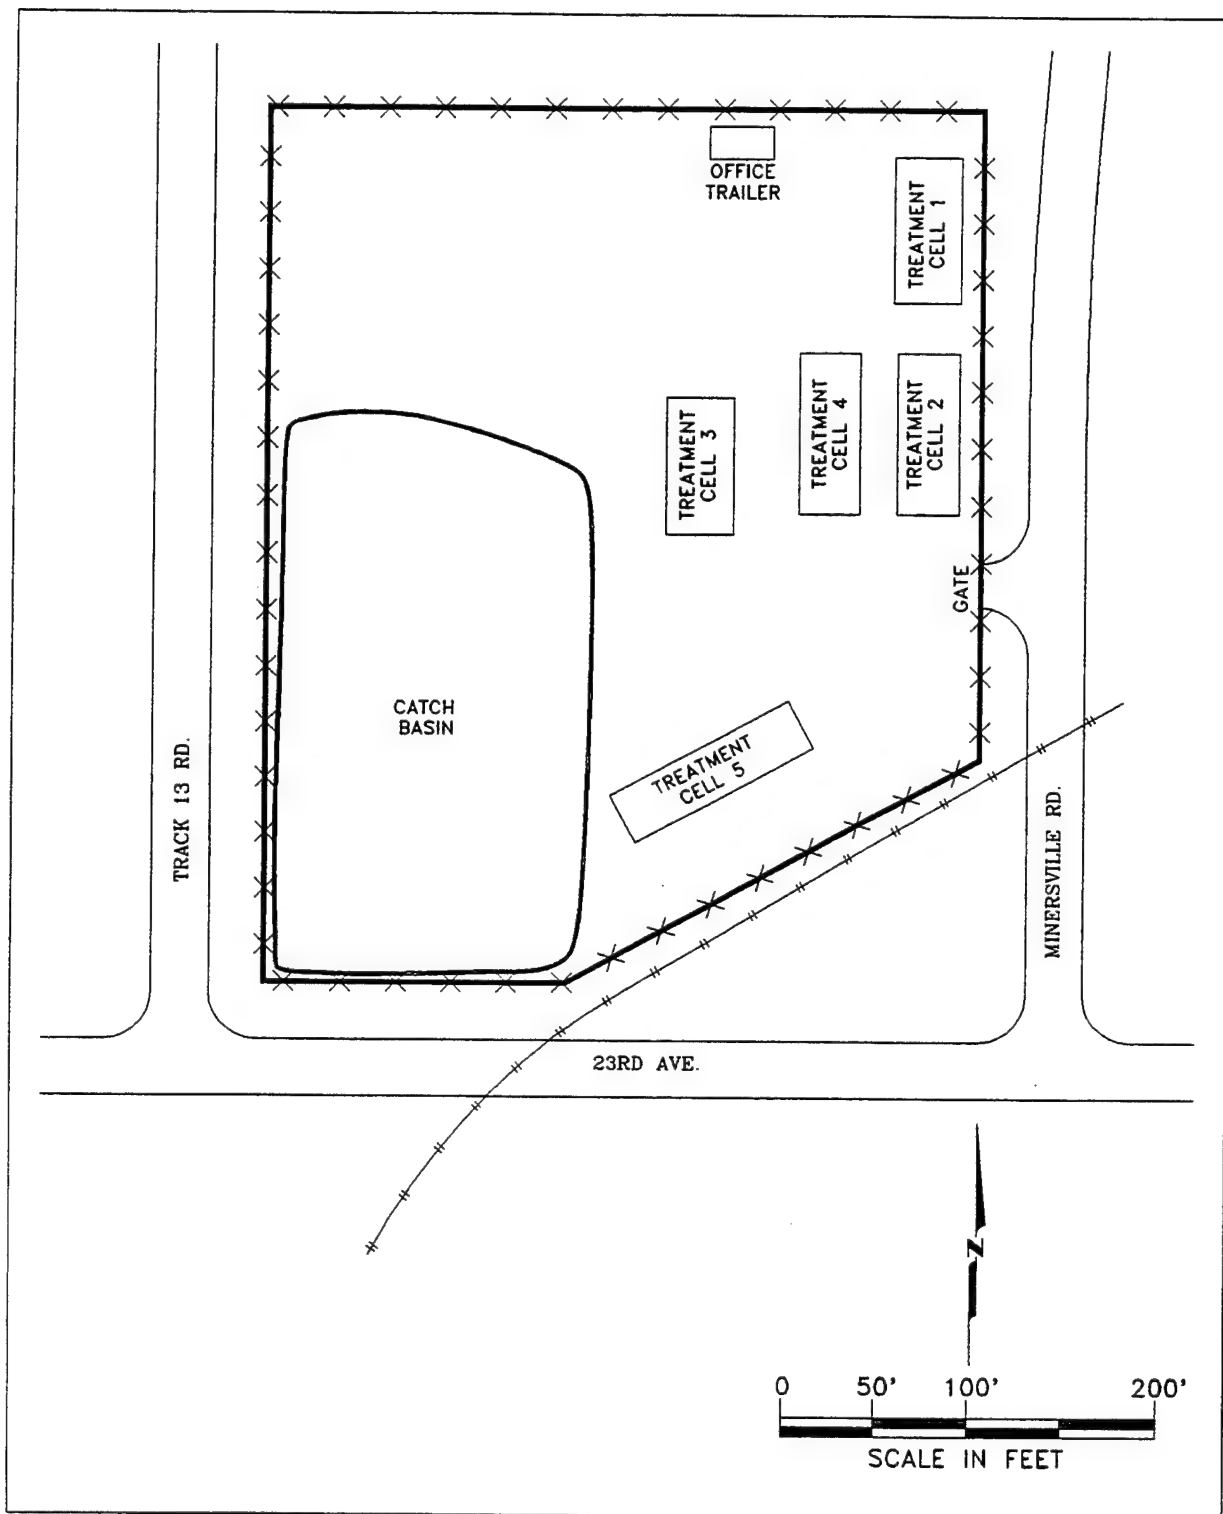 OFFICE
TRAILER
TREATMENT
CELL 1
TREATMENT
CELL 2
TREATMENT
CELL 4
TREATMENT
CELL 3
GATE
CATCH
BASIN
TREATMENT
CELL 5
TRACK 13 RD.
MINERSVILLE RD.
23RD AVE.
N
0 50' 100' 200'
SCALE IN FEET